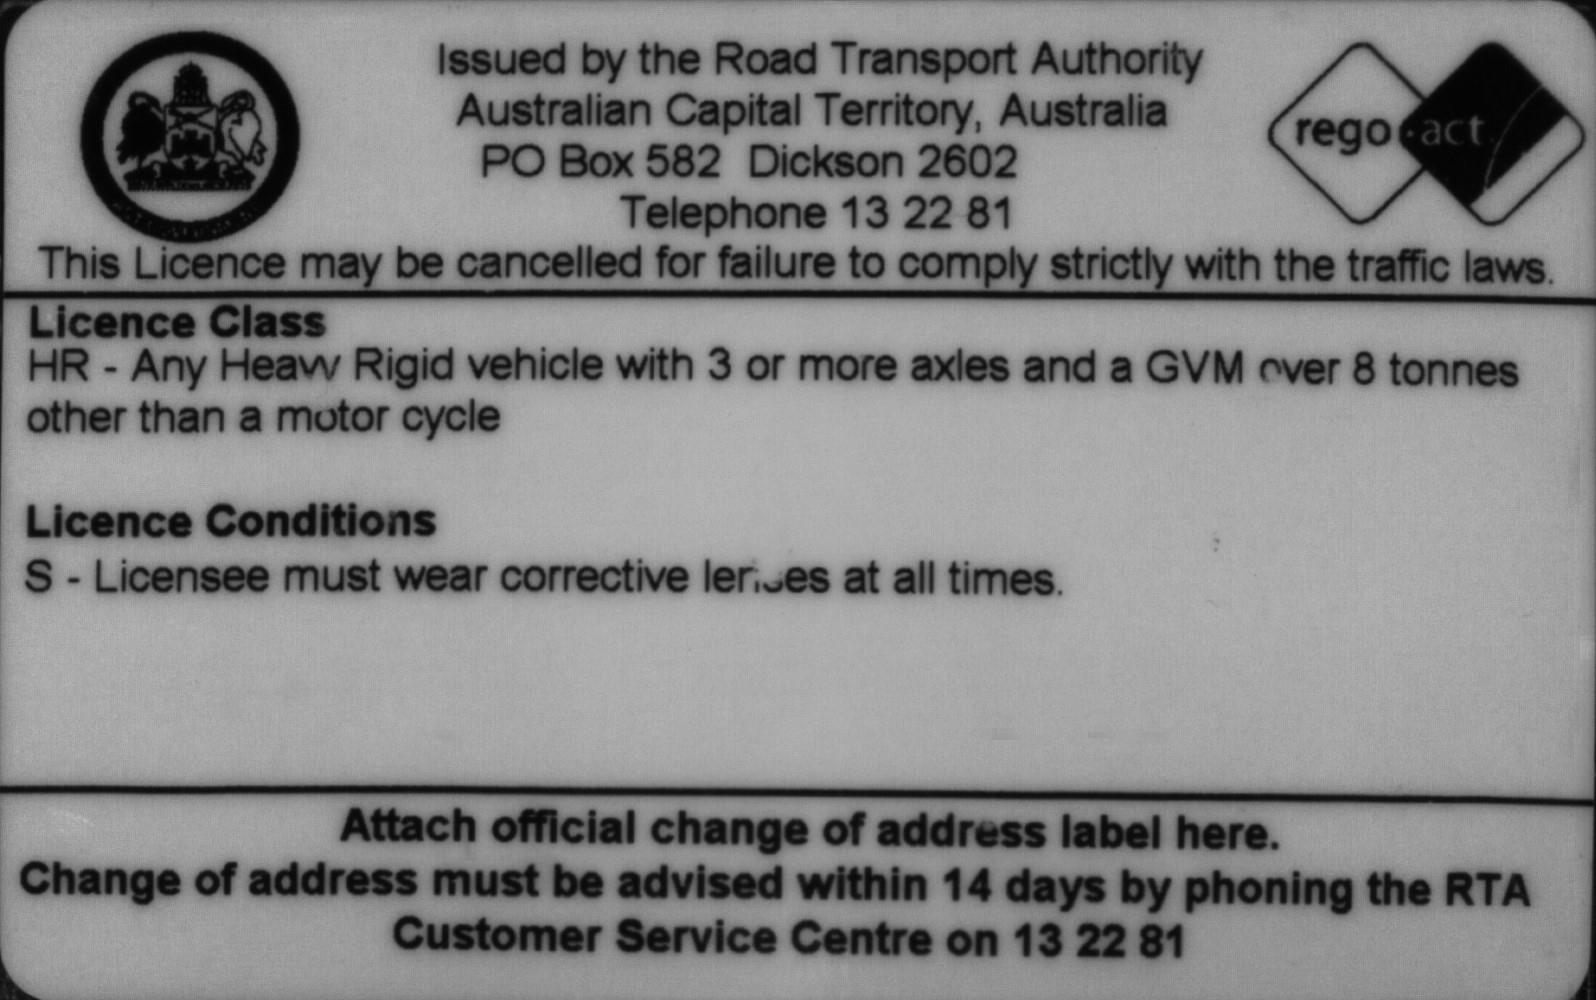 Issued by the Road Transport Authority
Australian Capital Territory, Australia
PO Box 582 Dickson 2602
Telephone 13 22 81
rego act
This Licence may be cancelled for failure to comply strictly with the traffic laws.
Licence Class
HR - Any Heavy Rigid vehicle with 3 or more axles and a GVM over 8 tonnes
other than a motor cycle
Licence Conditions
S - Licensee must wear corrective lenses at all times.
Attach official change of address label here.
Change of address must be advised within 14 days by phoning the RTA
Customer Service Centre on 13 22 81